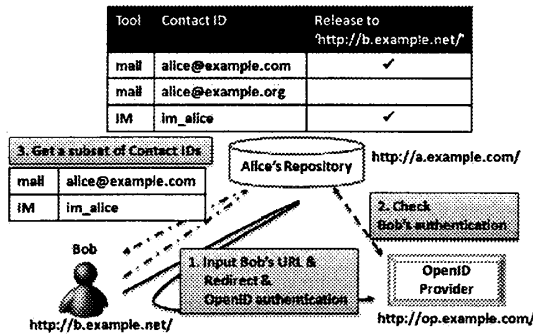 Tool Contact ID Release to 'http://b.example.net/'
mail alice@example.com ✓
mail alice@example.org
IM im_alice ✓
3. Get a subset of Contact IDs
mail alice@example.com
IM im_alice
Alice's Repository
http://a.example.com/
2. Check
Bob's authentication
Bob
1. Input Bob's URL &
Redirect &
OpenID authentication
OpenID
Provider
http://b.example.net/
http://op.example.com/